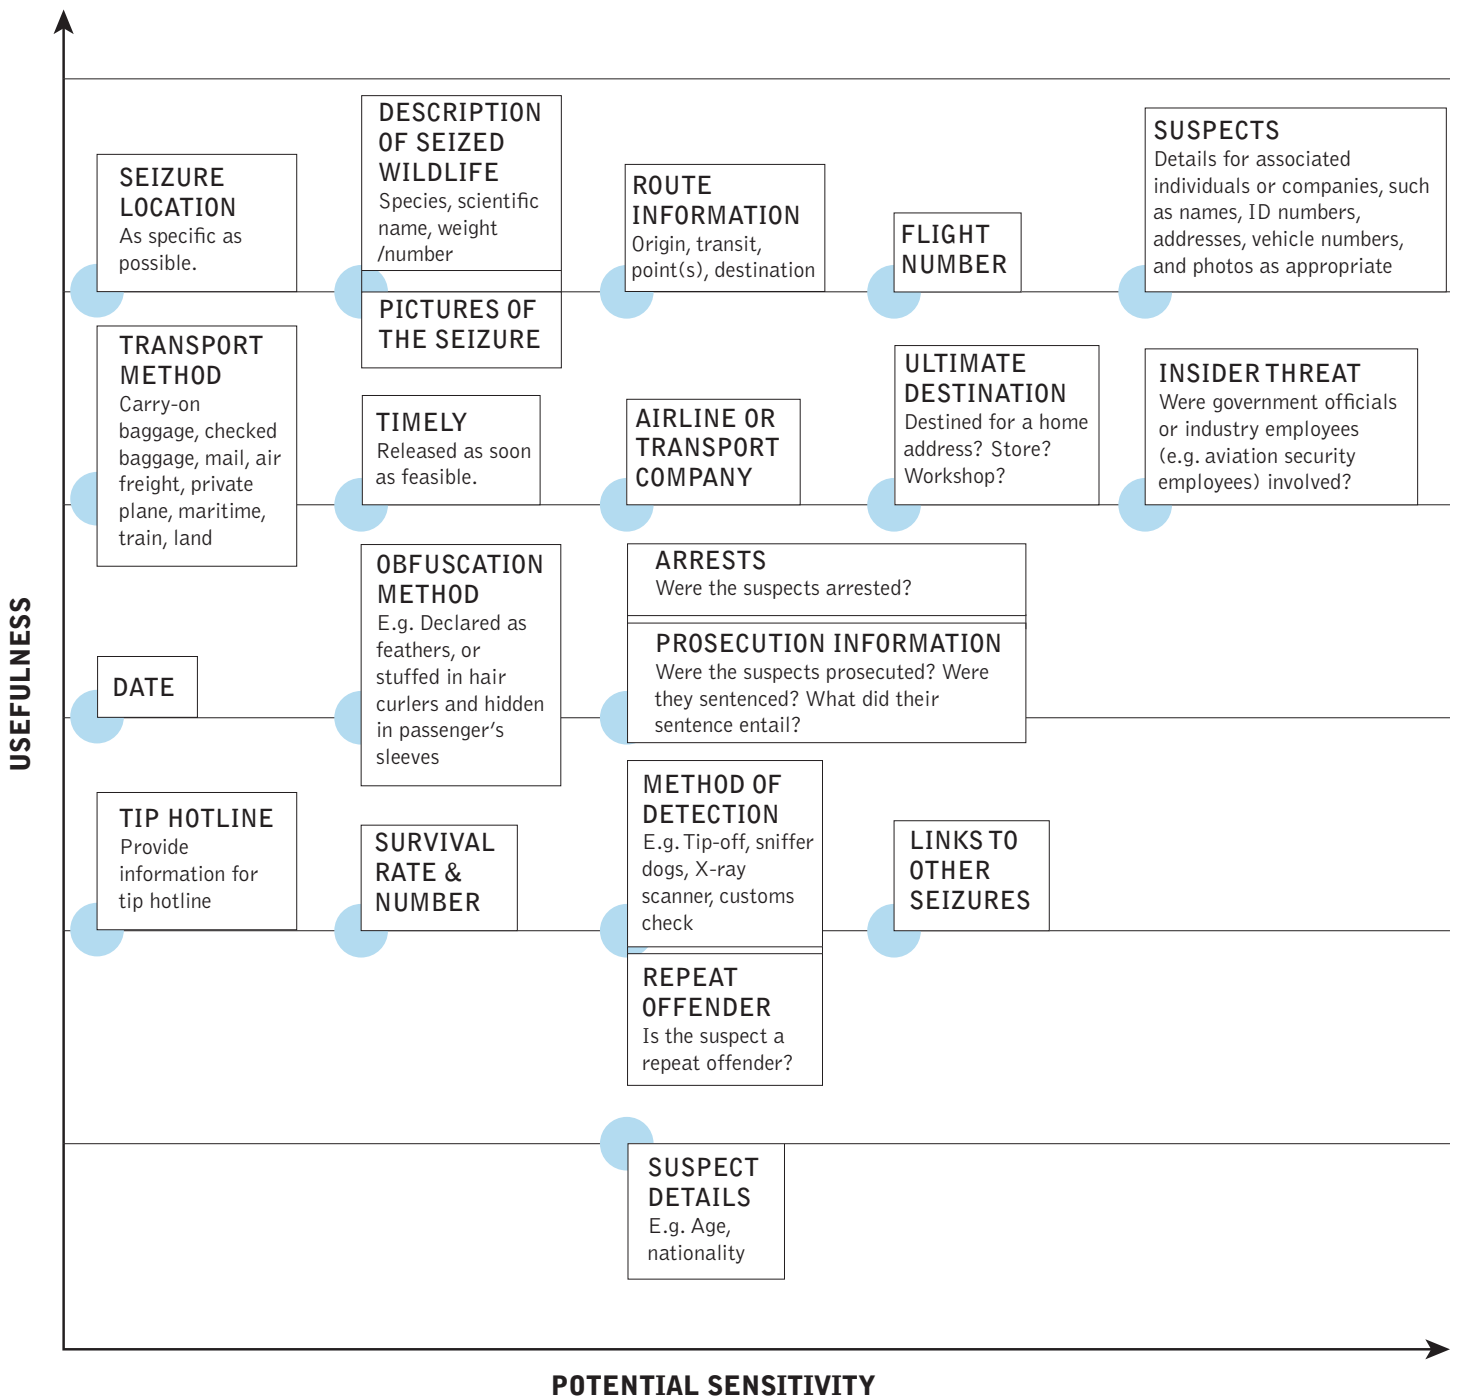 DESCRIPTION
OF SEIZED
WILDLIFE
Species, scientific
name, weight
/number
SEIZURE
LOCATION
As specific as
possible.
ROUTE
INFORMATION
Origin, transit,
point(s), destination
FLIGHT
NUMBER
SUSPECTS
Details for associated
individuals or companies, such
as names, ID numbers,
addresses, vehicle numbers,
and photos as appropriate
PICTURES OF
THE SEIZURE
TRANSPORT
METHOD
Carry-on
baggage, checked
baggage, mail, air
freight, private
plane, maritime,
train, land
TIMELY
Released as soon
as feasible.
AIRLINE OR
TRANSPORT
COMPANY
ULTIMATE
DESTINATION
Destined for a home
address? Store?
Workshop?
INSIDER THREAT
Were government officials
or industry employees
(e.g. aviation security
employees) involved?
DATE
OBFUSCATION
METHOD
E.g. Declared as
feathers, or
stuffed in hair
curlers and hidden
in passenger's
sleeves
ARRESTS
Were the suspects arrested?
PROSECUTION INFORMATION
Were the suspects prosecuted? Were
they sentenced? What did their
sentence entail?
TIP HOTLINE
Provide
information for
tip hotline
SURVIVAL
RATE &
NUMBER
METHOD OF
DETECTION
E.g. Tip-off, sniffer
dogs, X-ray
scanner, customs
check
LINKS TO
OTHER
SEIZURES
REPEAT
OFFENDER
Is the suspect a
repeat offender?
SUSPECT
DETAILS
E.g. Age,
nationality
USEFULNESS
POTENTIAL SENSITIVITY